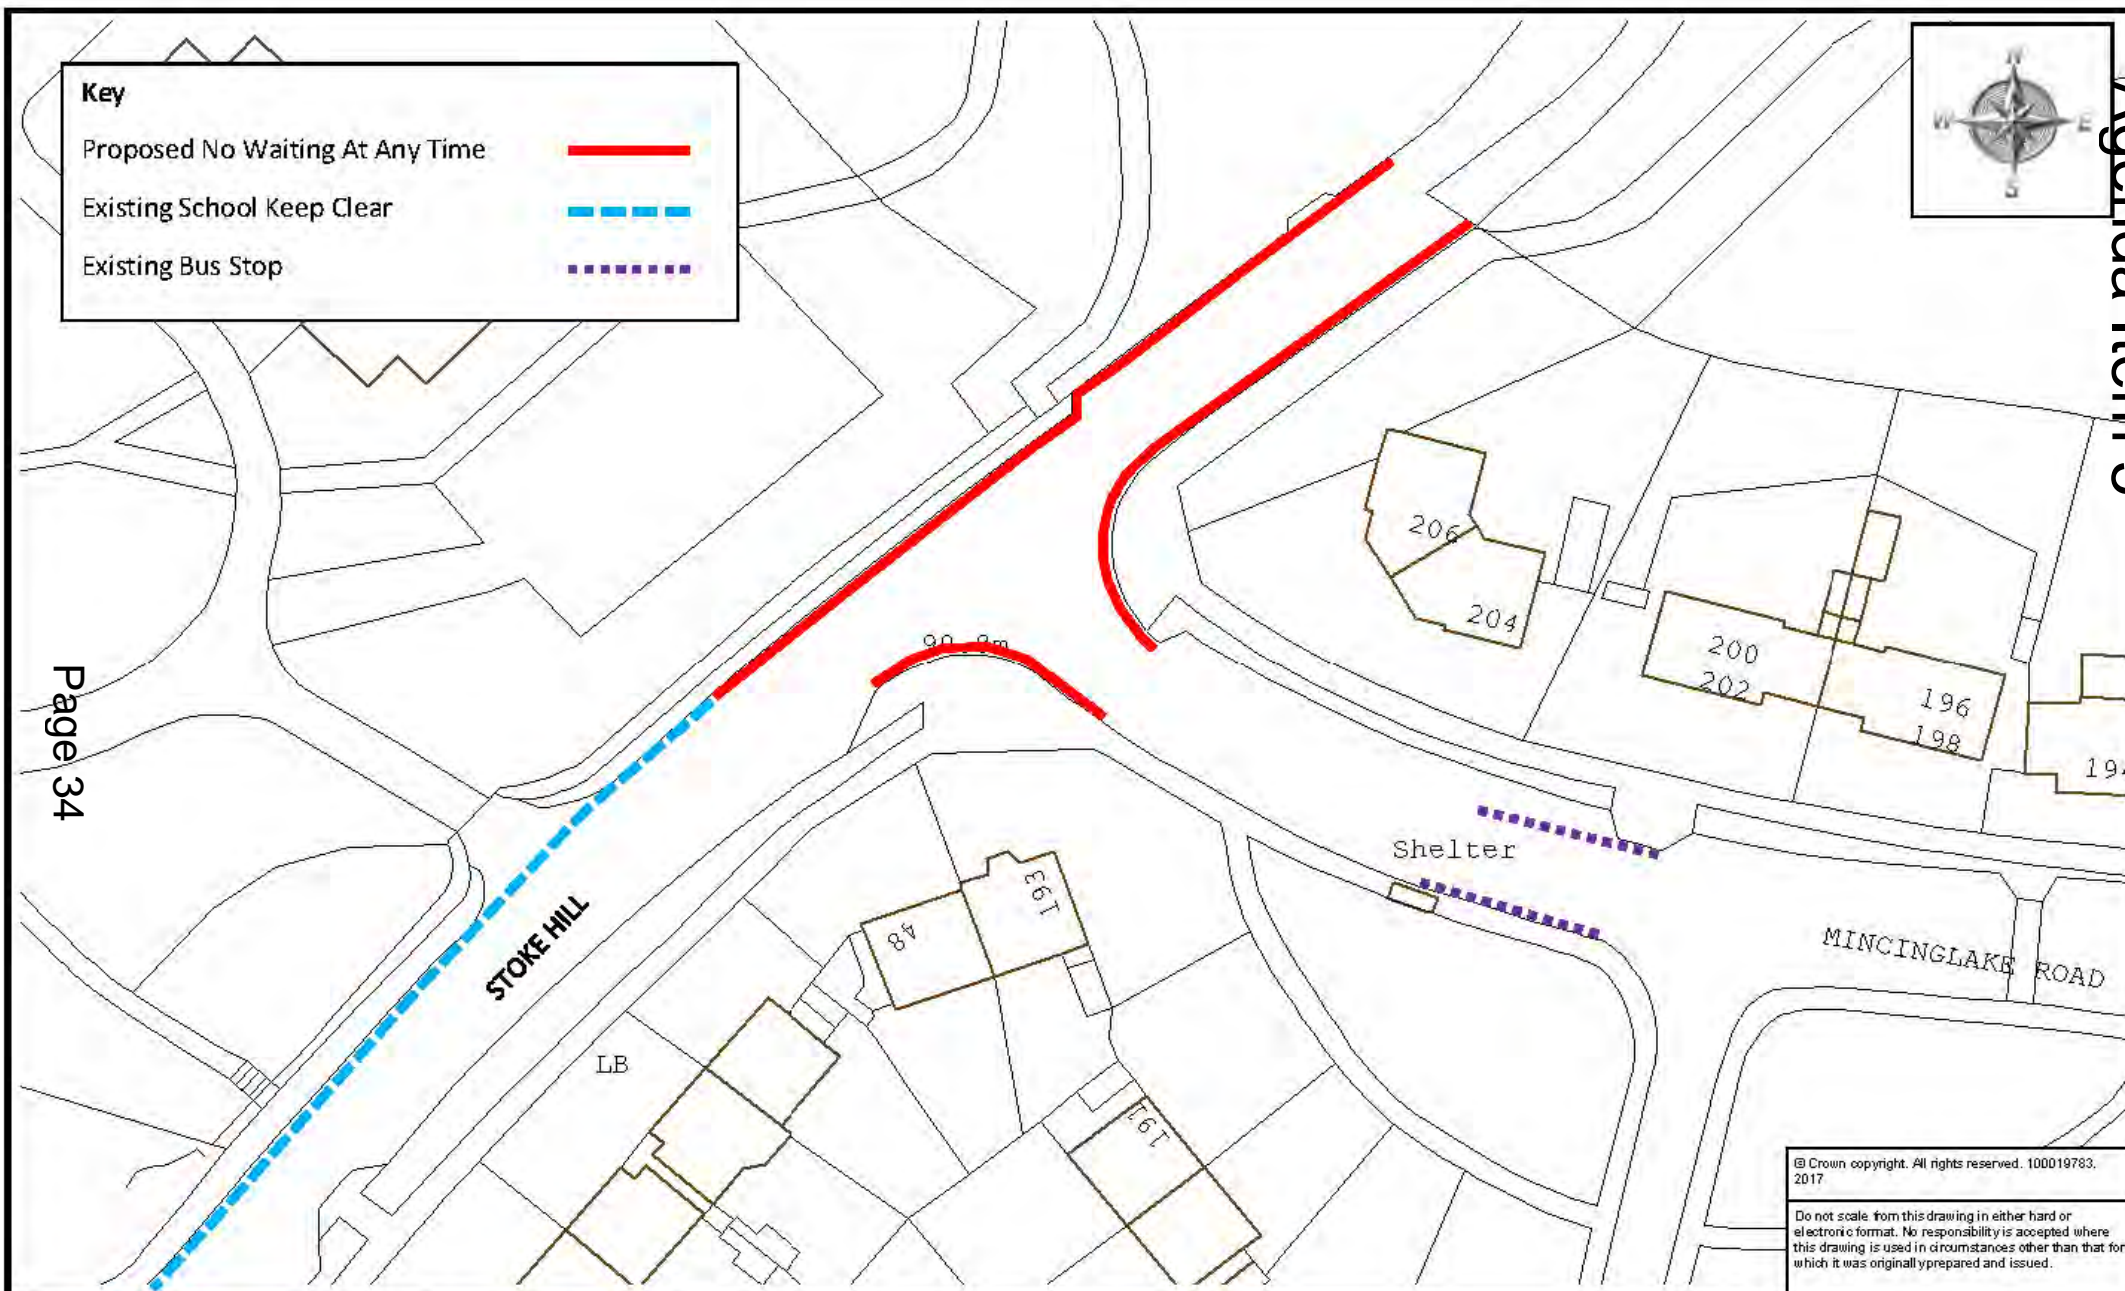 Key
Proposed No Waiting At Any Time
Existing School Keep Clear
Existing Bus Stop
N
W E
S
Page 34
206
204
200
202
196
198
193
48
191
Shelter
STOKE HILL
MINCINGLAKE ROAD
LB
© Crown copyright. All rights reserved. 100019783.
2017
Do not scale from this drawing in either hard or
electronic format. No responsibility is accepted where
this drawing is used in circumstances other than that for
which it was originally prepared and issued.